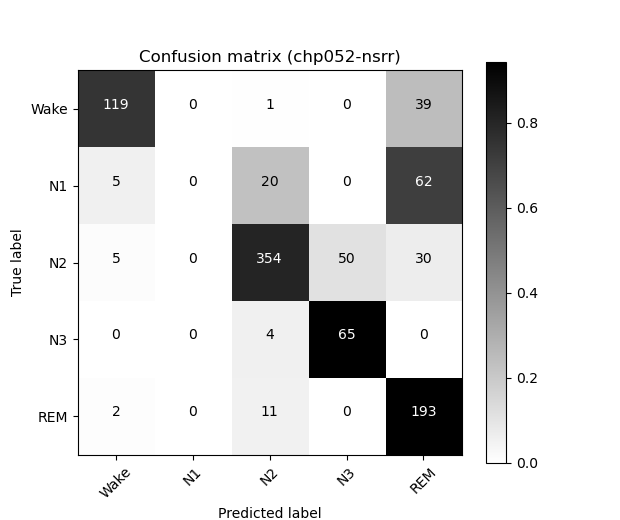 Confusion matrix (chp052-nsrr)
Wake 119 0 1 0 39
N1 5 0 20 0 62
N2 5 0 354 50 30
N3 0 0 4 65 0
REM 2 0 11 0 193
Wake N1 N2 N3 REM
Predicted label
True label
0.8
0.6
0.4
0.2
0.0